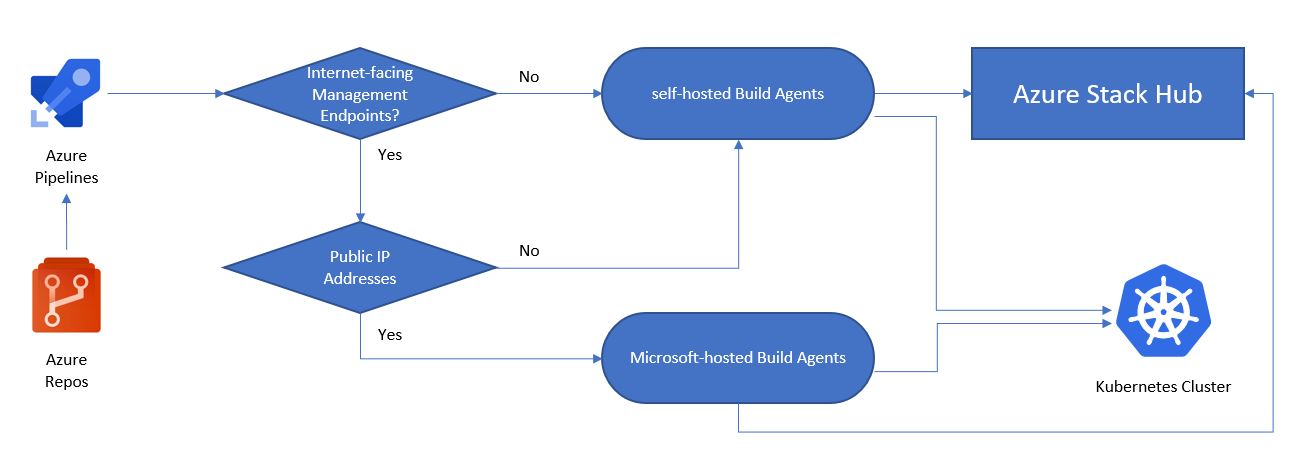 Internet-facing
Management
Endpoints?
No
self-hosted Build Agents
Azure Stack Hub
Azure
Pipelines
Yes
Public IP
Addresses
No
Yes
Microsoft-hosted Build Agents
Azure
Repos
Kubernetes Cluster